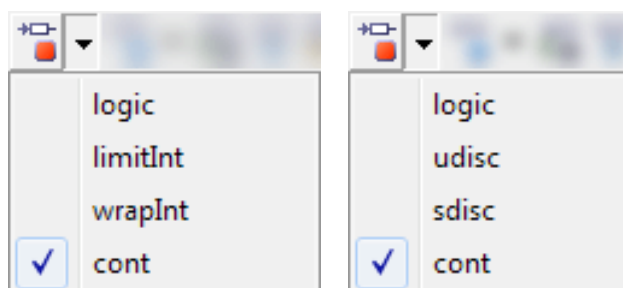 logic
limitInt
wrapInt
cont
logic
udisc
sdisc
cont